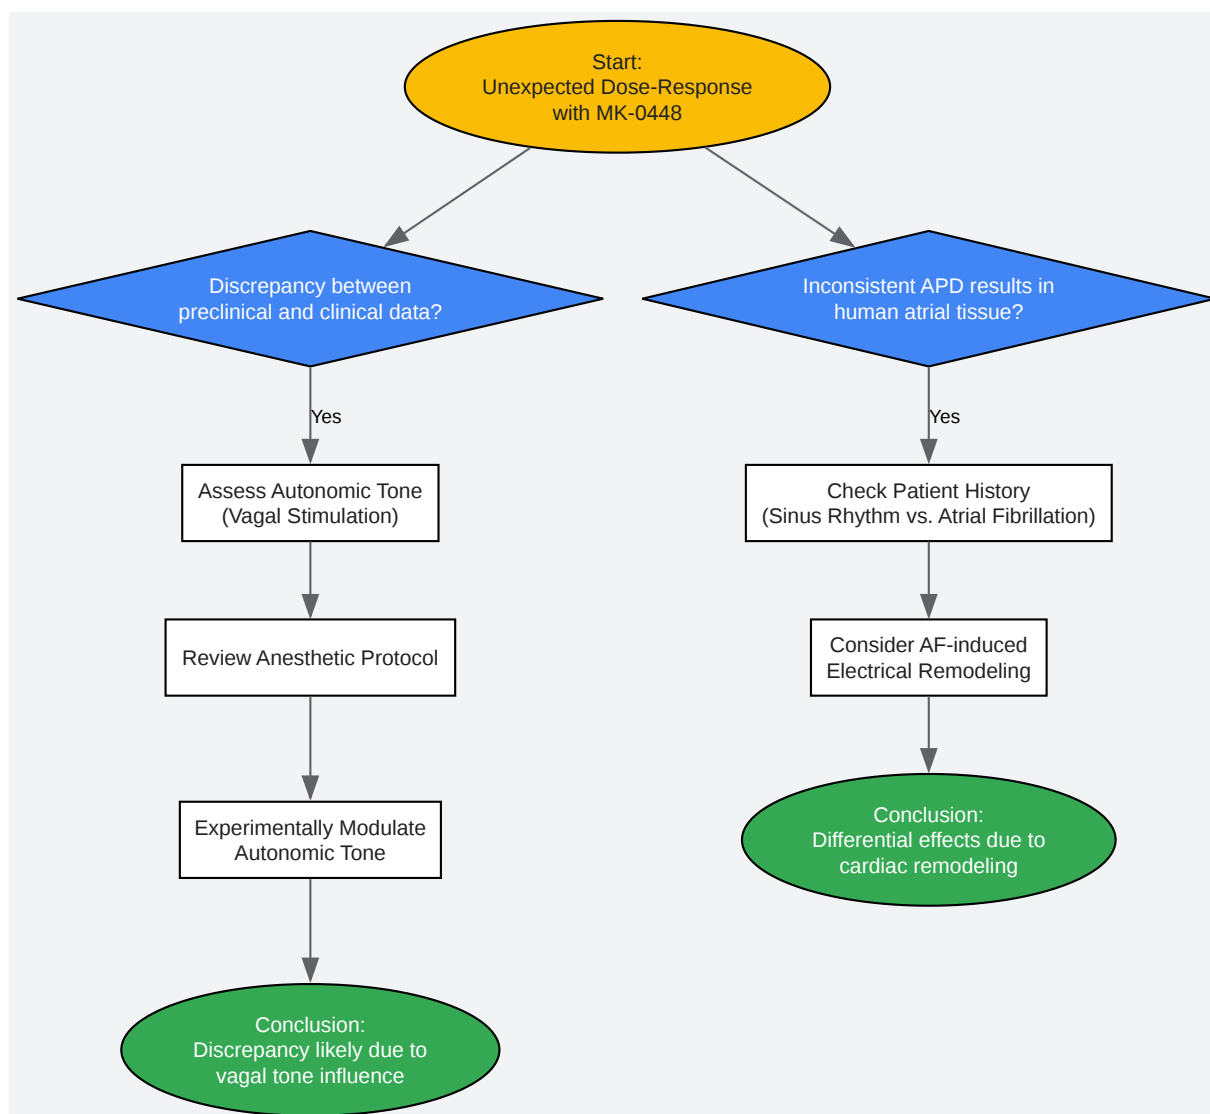 Start:
Unexpected Dose-Response
with MK-0448
Discrepancy between
preclinical and clinical data?
Inconsistent APD results in
human atrial tissue?
Yes
Yes
Assess Autonomic Tone
(Vagal Stimulation)
Check Patient History
(Sinus Rhythm vs. Atrial Fibrillation)
Review Anesthetic Protocol
Consider AF-induced
Electrical Remodeling
Experimentally Modulate
Autonomic Tone
Conclusion:
Differential effects due to
cardiac remodeling
Conclusion:
Discrepancy likely due to
vagal tone influence